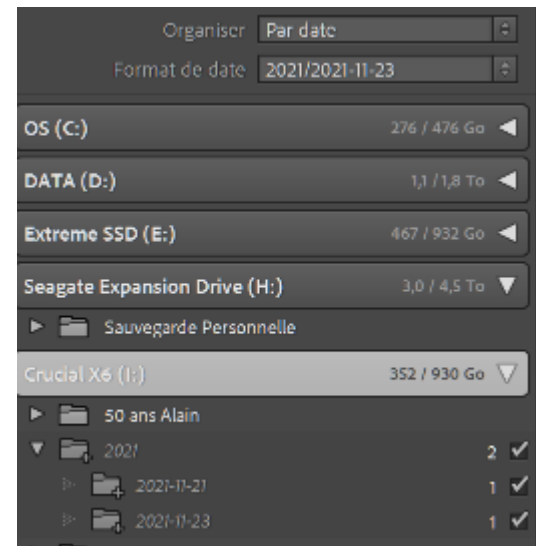 Organiser Par date
Format de date 2021/2021-11-23
OS (C:) 276 / 476 Go
DATA (D:) 1,1 / 1,8 To
Extreme SSD (E:) 467 / 932 Go
Seagate Expansion Drive (H:) 3,0 / 4,5 To
Sauvegarde Personnelle
Crucial X6 (I:) 352 / 930 Go
50 ans Alain
2021 2
2021-11-21 1
2021-11-23 1